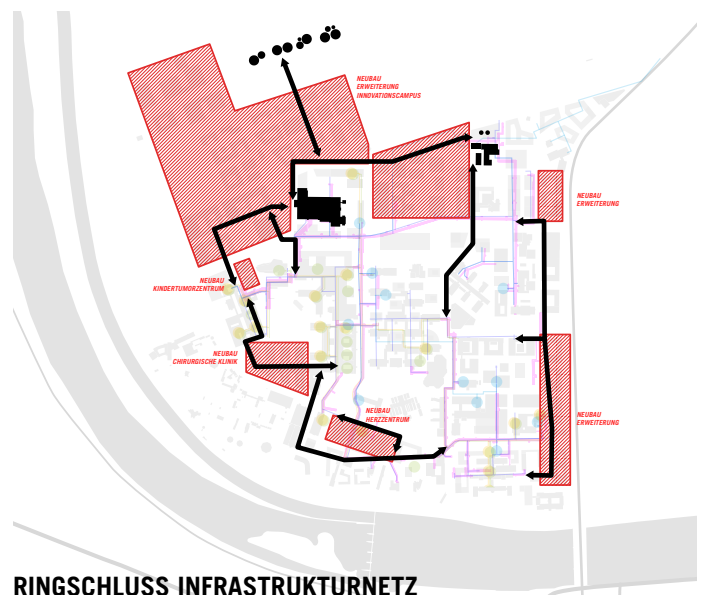 NEUBAU
ERWEITERUNG
INNOVATIONSCAMPUS
NEUBAU
ERWEITERUNG
NEUBAU
KINDERTUMORZENTRUM
NEUBAU
CHIRURGISCHE KLINIK
NEUBAU
HERZZENTRUM
NEUBAU
ERWEITERUNG
RINGSCHLUSS INFRASTRUKTURNETZ